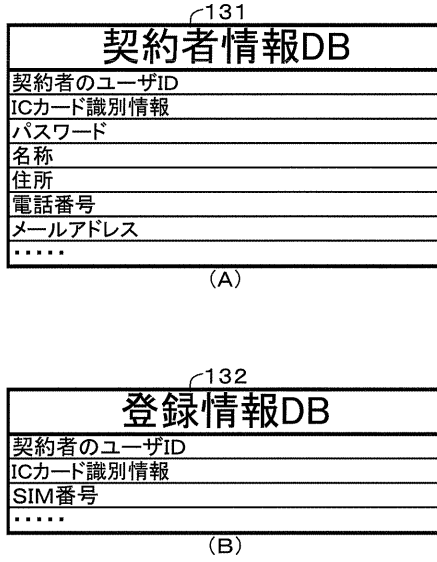 131
契約者情報DB
契約者のユーザID
ICカード識別情報
パスワード
名称
住所
電話番号
メールアドレス
・・・・・
(A)
132
登録情報DB
契約者のユーザID
ICカード識別情報
SIM番号
・・・・・
(B)